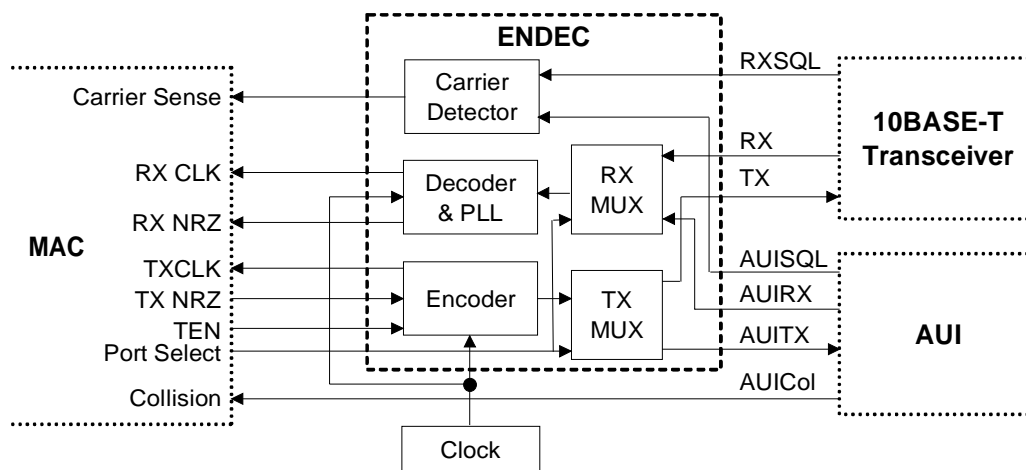 ENDEC
Carrier Sense
Carrier
Detector
RXSQL
10BASE-T
Transceiver
RX CLK
RX NRZ
Decoder
& PLL
RX
MUX
RX
TX
MAC
TXCLK
TX NRZ
TEN
Port Select
Encoder
TX
MUX
AUISQL
AUIRX
AUITX
AUI
Collision
AUICol
Clock